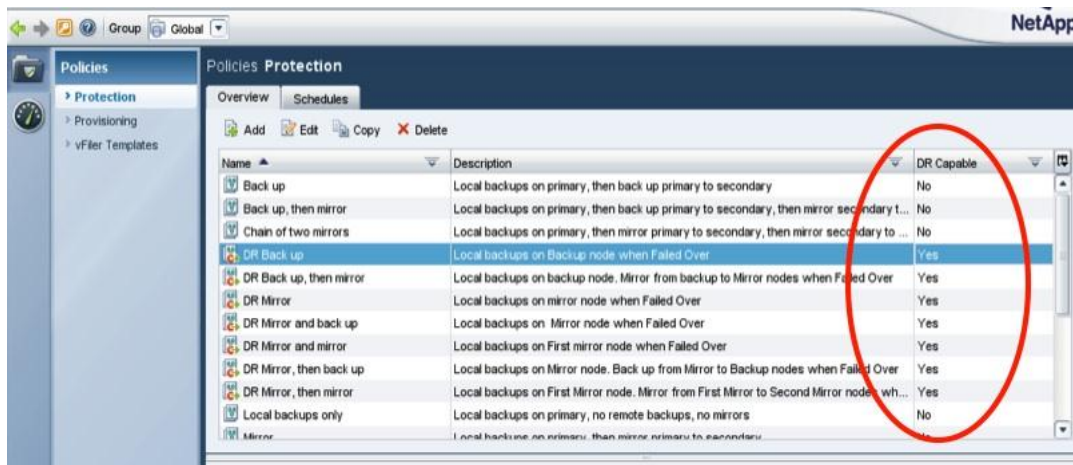 Group Global
NetApp
Policies
Protection
Provisioning
vFiler Templates
Policies Protection
Overview Schedules
Add Edit Copy Delete
Name Description DR Capable
Back up Local backups on primary, then back up primary to secondary No
Back up, then mirror Local backups on primary, then back up primary to secondary, then mirror secondary t... No
Chain of two mirrors Local backups on primary, then mirror primary to secondary, then mirror secondary to ... No
DR Back up Local backups on Backup node when Failed Over Yes
DR Back up, then mirror Local backups on backup node. Mirror from backup to Mirror nodes when Failed Over Yes
DR Mirror Local backups on mirror node when Failed Over Yes
DR Mirror and back up Local backups on Mirror node when Failed Over Yes
DR Mirror and mirror Local backups on First mirror node when Failed Over Yes
DR Mirror, then back up Local backups on Mirror node. Back up from Mirror to Backup nodes when Failed Over Yes
DR Mirror, then mirror Local backups on First Mirror node. Mirror from First Mirror to Second Mirror nodes wh... Yes
Local backups only Local backups on primary, no remote backups, no mirrors No
Mirror Local backups on primary, then mirror primary to secondary No